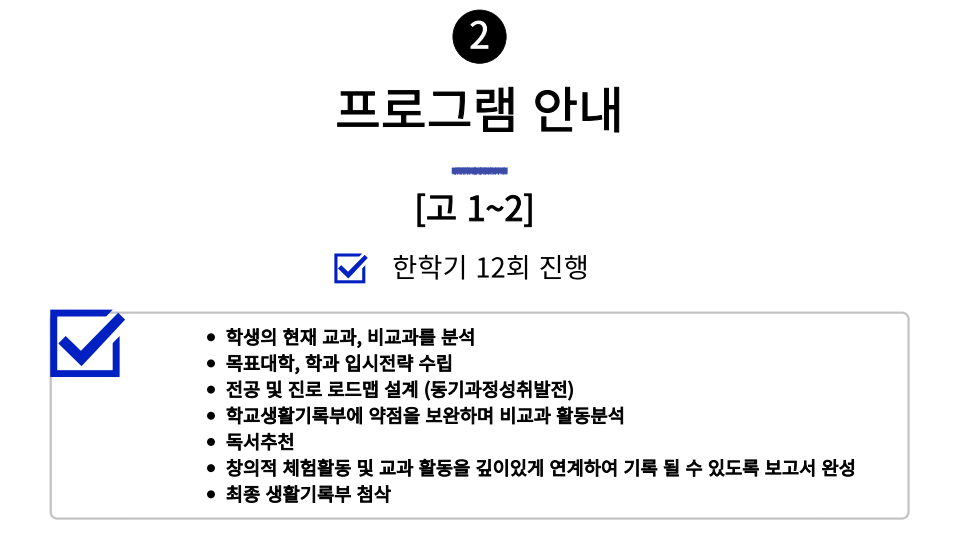 2
프로그램 안내
[고 1~2]
한학기 12회 진행
• 학생의 현재 교과, 비교과를 분석
• 목표대학, 학과 입시전략 수립
• 전공 및 진로 로드맵 설계 (동기과정성취발전)
• 학교생활기록부에 약점을 보완하며 비교과 활동분석
• 독서추천
• 창의적 체험활동 및 교과 활동을 깊이있게 연계하여 기록 될 수 있도록 보고서 완성
• 최종 생활기록부 첨삭